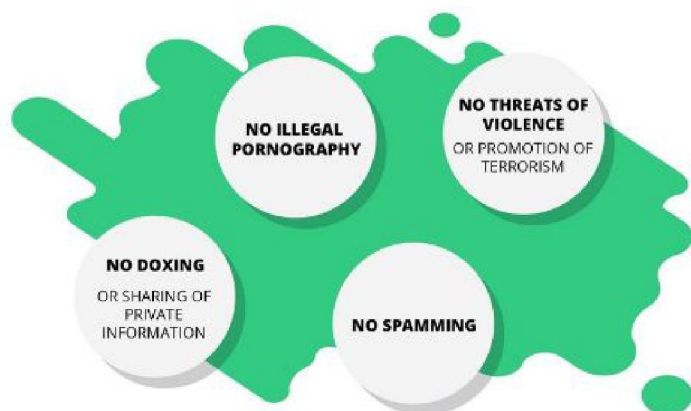 NO ILLEGAL
PORNOGRAPHY
NO THREATS OF
VIOLENCE
OR PROMOTION OF
TERRORISM
NO DOXING
OR SHARING OF
PRIVATE
INFORMATION
NO SPAMMING